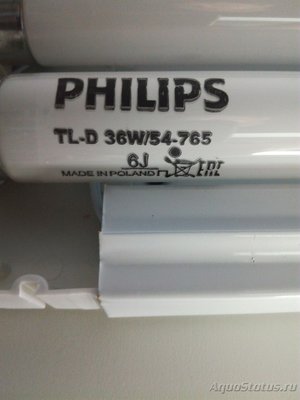 PHILIPS
TL-D 36W/54-765
6J
MADE IN POLAND
EAC
AquaStatus.ru